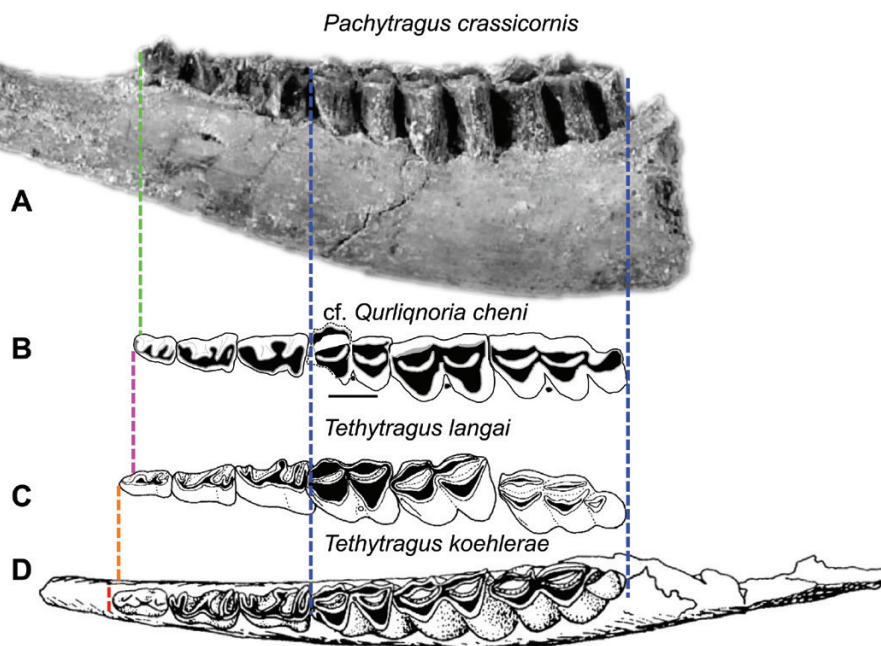 Pachytragus crassicornis
A
cf. Qurliqnoria cheni
B
Tethytragus langai
C
Tethytragus koehlerae
D